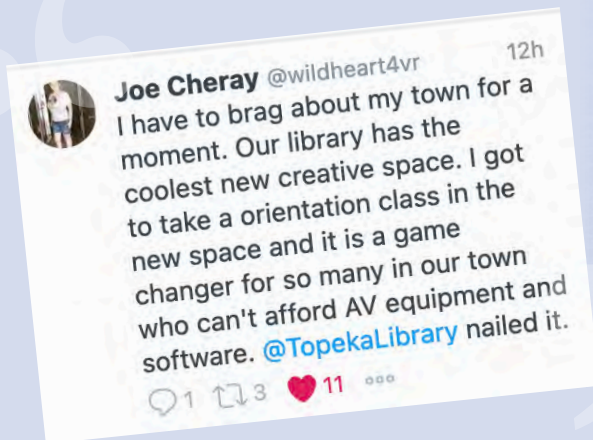 Joe Cheray @wildheart4vr 12h
I have to brag about my town for a
moment. Our library has the
coolest new creative space. I got
to take a orientation class in the
new space and it is a game
changer for so many in our town
who can't afford AV equipment and
software. @TopekaLibrary nailed it.
1 3 11